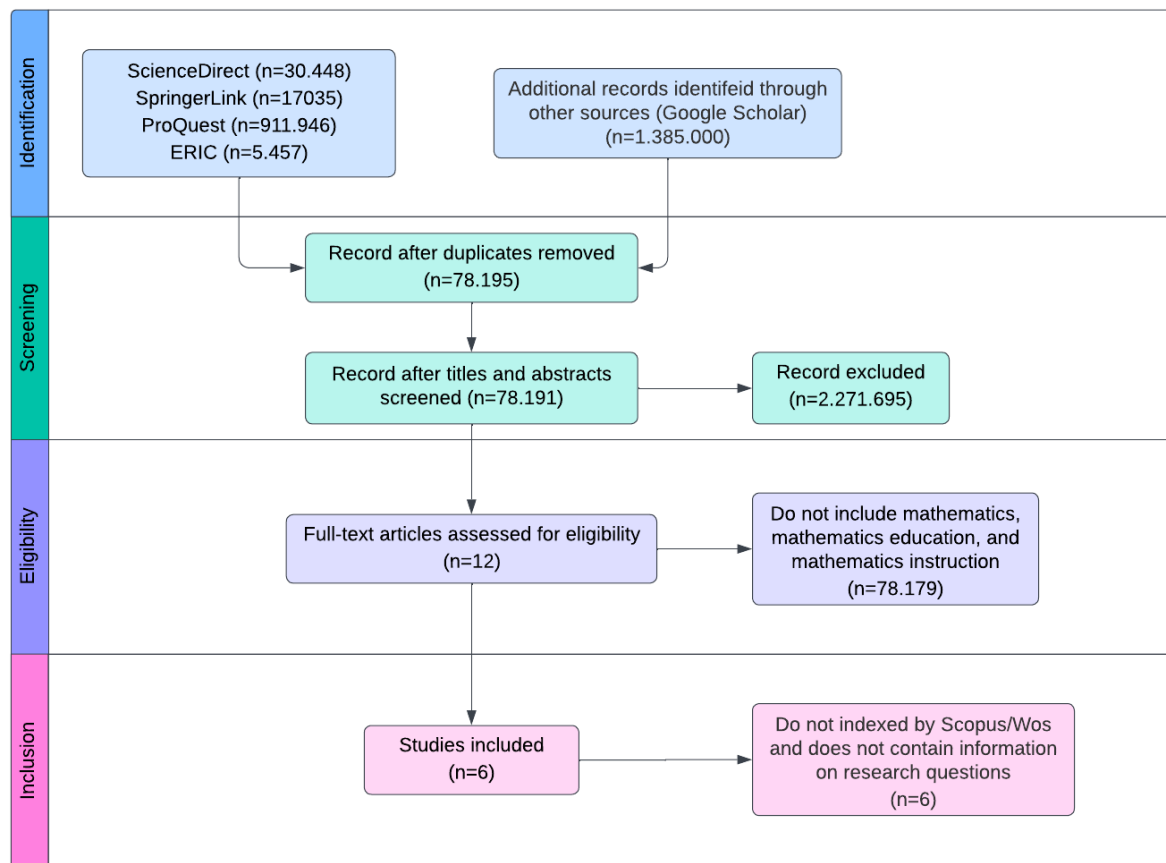 Identification
ScienceDirect (n=30.448)
SpringerLink (n=17035)
ProQuest (n=911.946)
ERIC (n=5.457)
Additional records identifeid through
other sources (Google Scholar)
(n=1.385.000)
Screening
Record after duplicates removed
(n=78.195)
Record after titles and abstracts
screened (n=78.191)
Record excluded
(n=2.271.695)
Eligibility
Full-text articles assessed for eligibility
(n=12)
Do not include mathematics,
mathematics education, and
mathematics instruction
(n=78.179)
Inclusion
Studies included
(n=6)
Do not indexed by Scopus/Wos
and does not contain information
on research questions
(n=6)